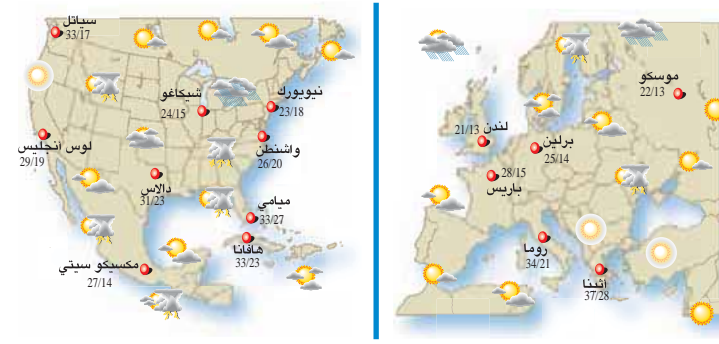 سياتل
33/17
شيكاغو
24/15
نيويورك
23/18
لوس انجليس
29/19
واشنطن
26/20
دالاس
31/23
ميامي
33/27
هافانا
33/23
مكسيكو سيتي
27/14
موسكو
22/13
لندن
21/13
برلين
25/14
28/15
باريس
روما
34/21
أثينا
37/28